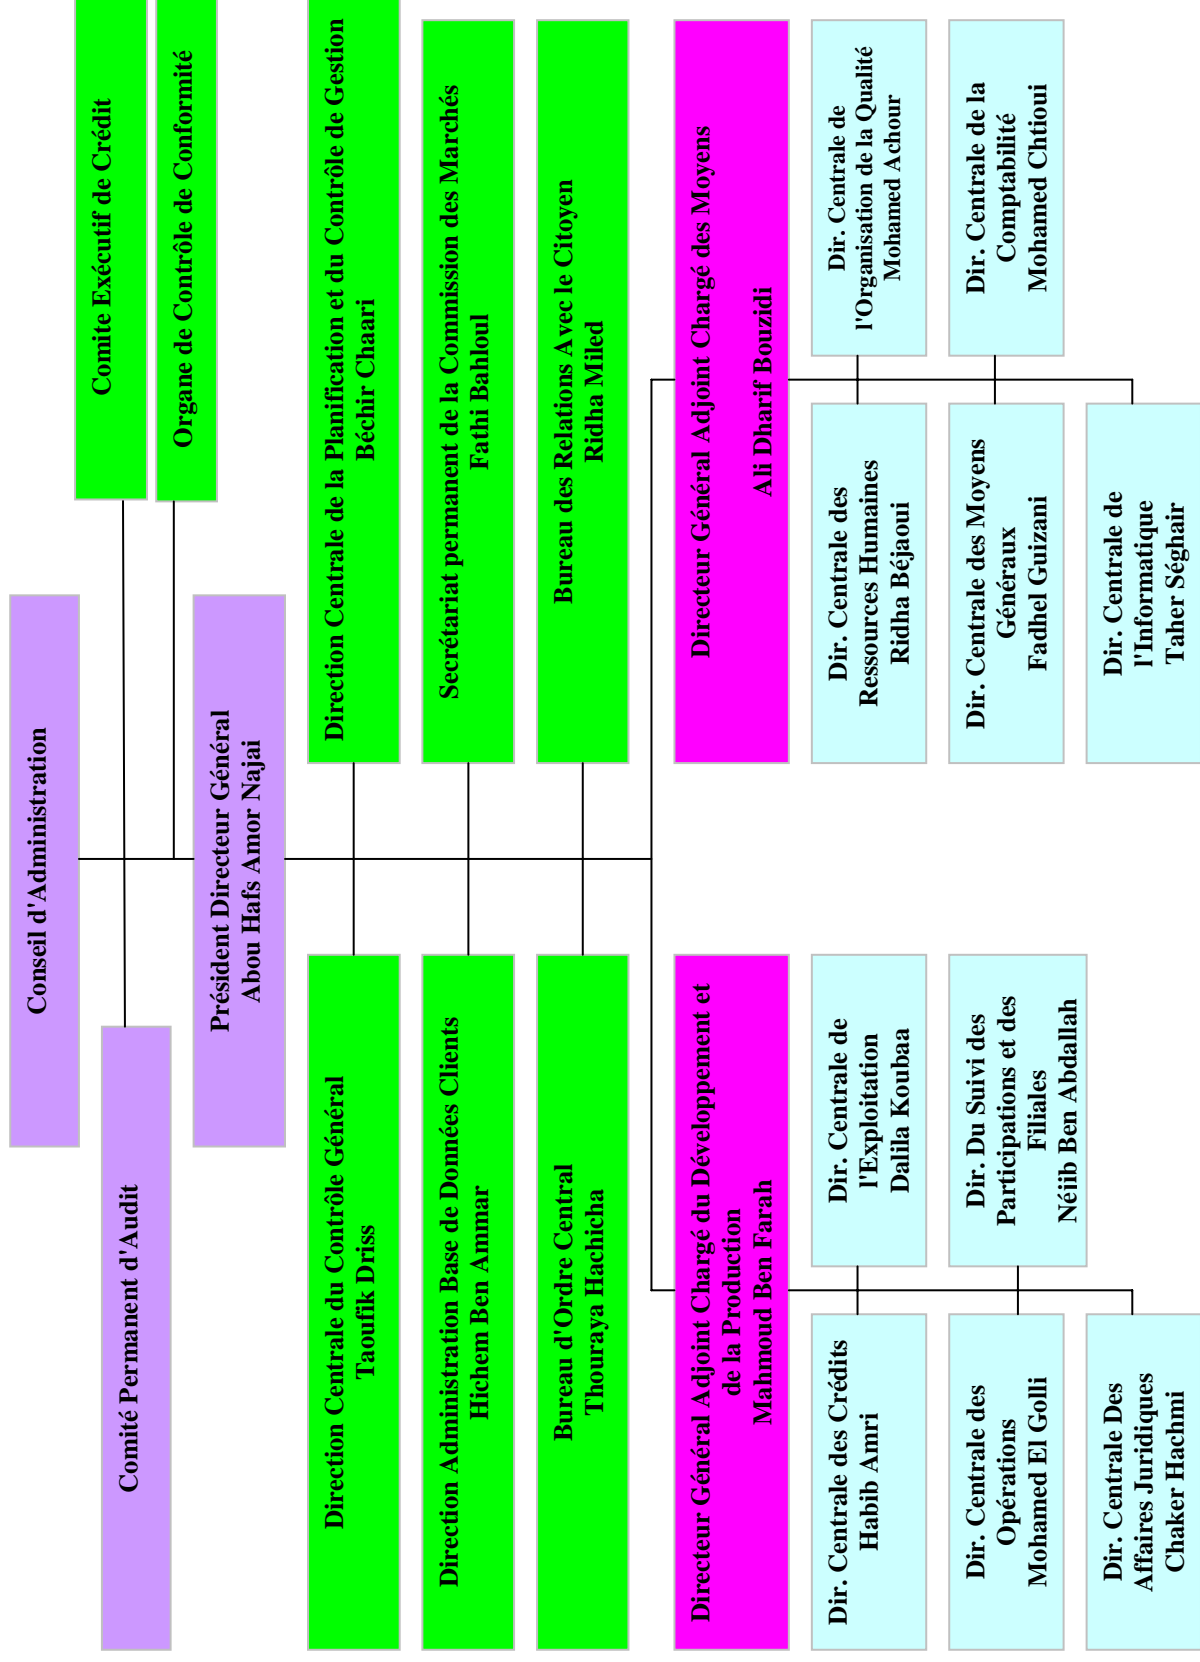 Conseil d'Administration
Comité Permanent d'Audit
Comite Exécutif de Crédit
Organe de Contrôle de Conformité
Président Directeur Général
Abou Hafs Amor Najai
Direction Centrale du Contrôle Général
Taoufik Driss
Direction Centrale de la Planification et du Contrôle de Gestion
Béchir Chaari
Direction Administration Base de Données Clients
Hichem Ben Ammar
Secrétariat permanent de la Commission des Marchés
Fathi Bahloul
Bureau d'Ordre Central
Thouraya Hachicha
Bureau des Relations Avec le Citoyen
Ridha Miled
Directeur Général Adjoint Chargé du Développement et
de la Production
Mahmoud Ben Farah
Directeur Général Adjoint Chargé des Moyens
Ali Dharif Bouzidi
Dir. Centrale des Crédits
Habib Amri
Dir. Centrale de
l'Exploitation
Dalila Koubaa
Dir. Centrale des
Ressources Humaines
Ridha Béjaoui
Dir. Centrale de
l'Organisation de la Qualité
Mohamed Achour
Dir. Centrale des
Opérations
Mohamed El Golli
Dir. Du Suivi des
Participations et des
Filiales
Néjib Ben Abdallah
Dir. Centrale des Moyens
Généraux
Fadhel Guizani
Dir. Centrale de la
Comptabilité
Mohamed Chtioui
Dir. Centrale Des
Affaires Juridiques
Chaker Hachmi
Dir. Centrale de
l'Informatique
Taher Séghair